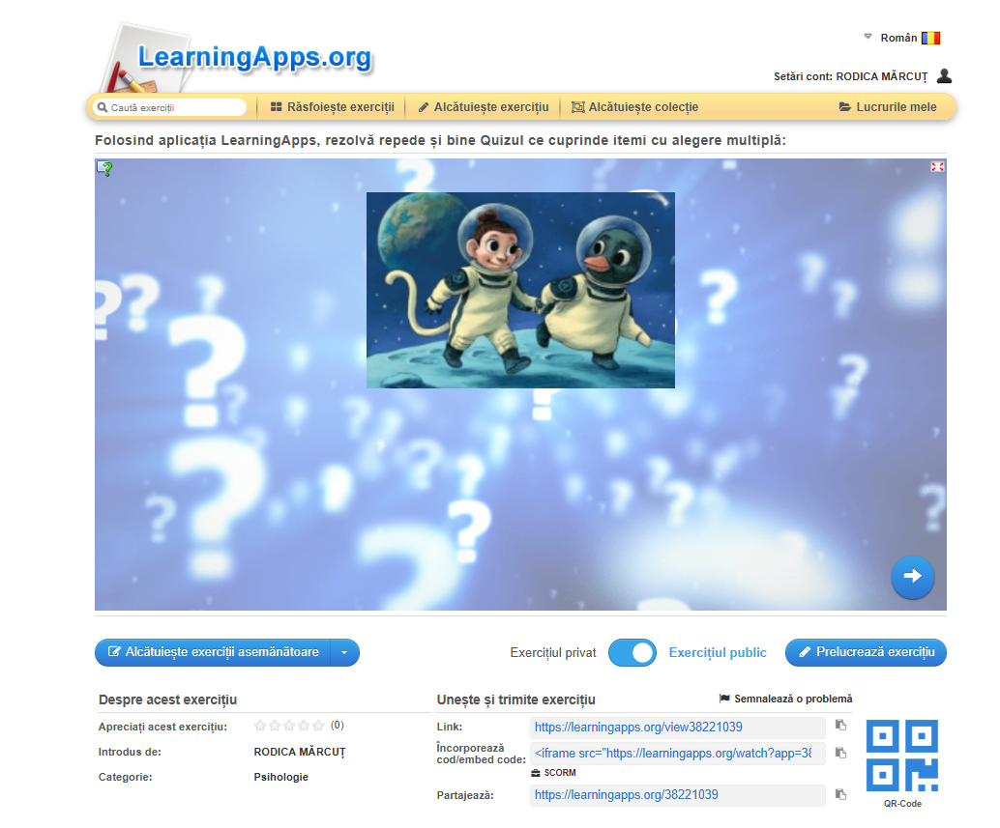 LearningApps.org
Român
Setări cont: RODICA MĂRCUȚ
Caută exerciții
Răsfoiește exerciții
Alcătuiește exercițiu
Alcătuiește colecție
Lucrurile mele
Folosind aplicația LearningApps, rezolvă repede și bine Quizul ce cuprinde itemi cu alegere multiplă:
Alcătuiește exerciții asemănătoare
Exercițiul privat
Exercițiul public
Prelucrează exercițiu
Despre acest exercițiu
Apreciați acest exercițiu: (0)
Introdus de: RODICA MĂRCUȚ
Categorie: Psihologie
Unește și trimite exercițiu
Semnalează o problemă
Link: https://learningapps.org/view38221039
Încorporează
cod/embed code: <iframe src="https://learningapps.org/watch?app=38
SCORM
Partajează: https://learningapps.org/38221039
QR-Code